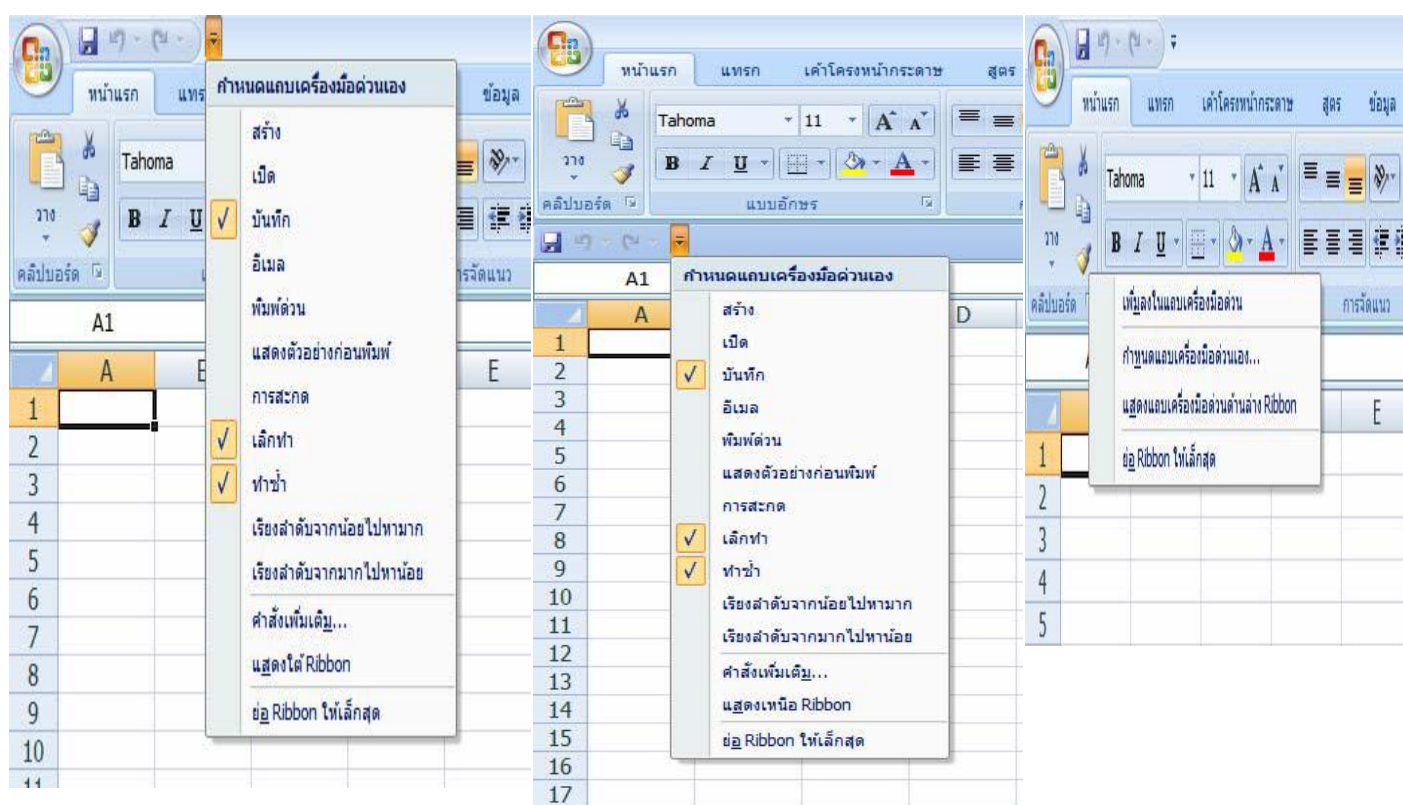 หน้าแรก
ข้อมูล
Tahoma
วาง
B I U
คลิปบอร์ด
A1
A
E
1
2
3
4
5
6
7
8
9
10
11
กำหนดแถบเครื่องมือด่วนเอง
สร้าง
เปิด
บันทึก
อีเมล
พิมพ์ด่วน
แสดงตัวอย่างก่อนพิมพ์
การสะกด
เลิกทำ
ทำซ้ำ
เรียงลำดับจากน้อยไปหามาก
เรียงลำดับจากมากไปหาน้อย
คำสั่งเพิ่มเติม...
แสดงใต้ Ribbon
ย่อ Ribbon ให้เล็กสุด
หน้าแรก แทรก เค้าโครงหน้ากระดาษ สูตร
Tahoma 11 A A
วาง
B I U A
คลิปบอร์ด แบบอักษร
A1
A D
1
2
3
4
5
6
7
8
9
10
11
12
13
14
15
16
17
กำหนดแถบเครื่องมือด่วนเอง
สร้าง
เปิด
บันทึก
อีเมล
พิมพ์ด่วน
แสดงตัวอย่างก่อนพิมพ์
การสะกด
เลิกทำ
ทำซ้ำ
เรียงลำดับจากน้อยไปหามาก
เรียงลำดับจากมากไปหาน้อย
คำสั่งเพิ่มเติม...
แสดงเหนือ Ribbon
ย่อ Ribbon ให้เล็กสุด
หน้าแรก แทรก เค้าโครงหน้ากระดาษ สูตร ข้อมูล
Tahoma 11 A A
วาง
B I U A
คลิปบอร์ด การจัดแนว
เพิ่มลงในแถบเครื่องมือด่วน
กำหนดแถบเครื่องมือด่วนเอง...
แสดงแถบเครื่องมือด่วนด้านล่าง Ribbon
ย่อ Ribbon ให้เล็กสุด
E
1
2
3
4
5